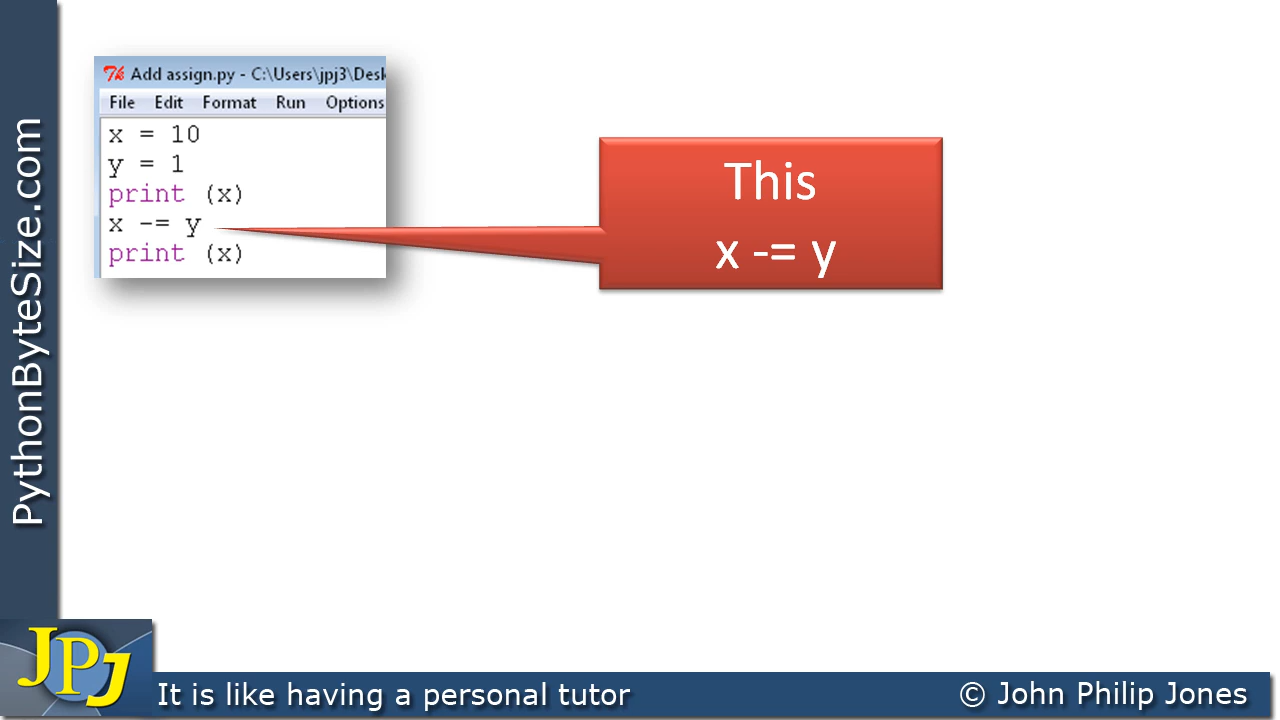 PythonByteSize.com
Add assign.py - C:\Users\jpj3\Desk
File Edit Format Run Options
x = 10
y = 1
print (x)
x -= y
print (x)
This
x -= y
JPJ
It is like having a personal tutor
© John Philip Jones